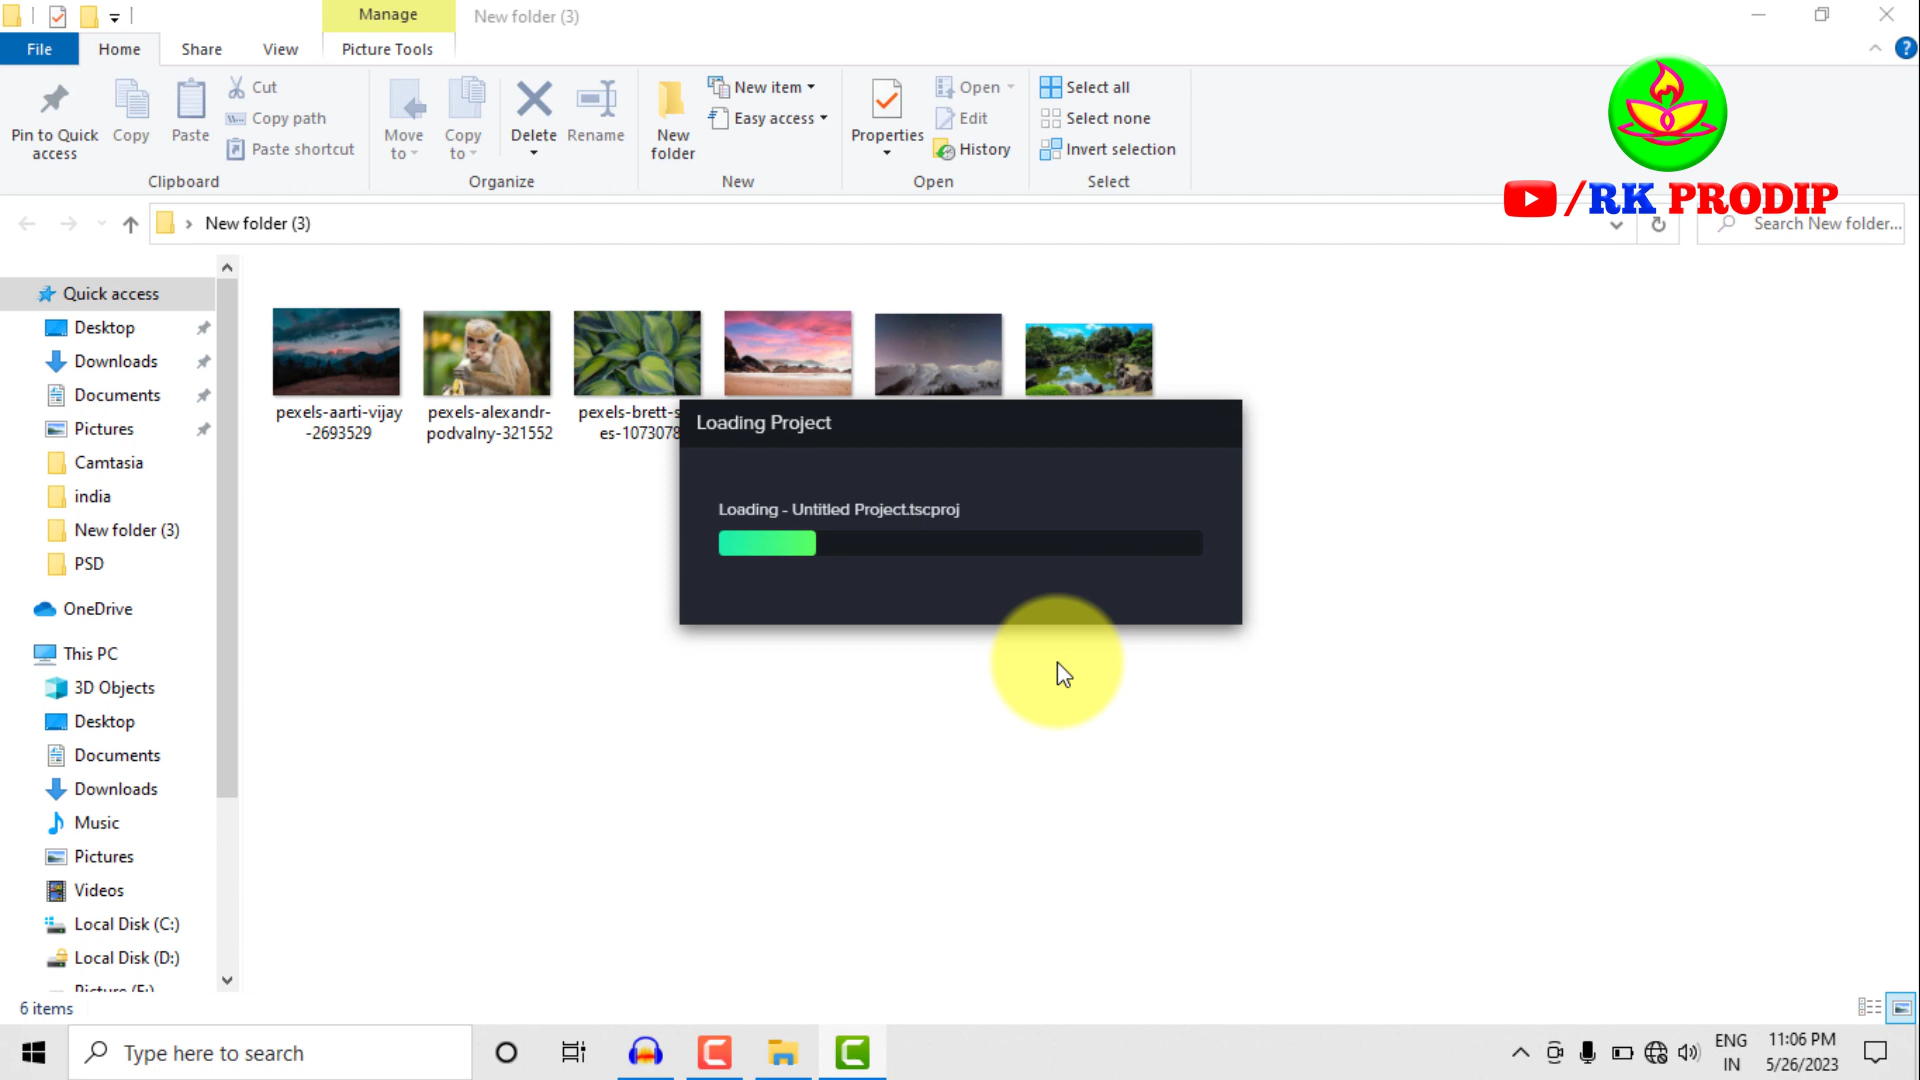 Manage
New folder (3)
File
Home
Share
View
Picture Tools
Pin to Quick access
Copy
Paste
Cut
Copy path
Paste shortcut
Clipboard
Move to
Copy to
Delete
Rename
Organize
New folder
New item
Easy access
New
Properties
Open
Edit
History
Open
Select all
Select none
Invert selection
Select
/RK PRODIP
New folder (3)
Search New folder...
Quick access
Desktop
Downloads
Documents
Pictures
Camtasia
india
New folder (3)
PSD
OneDrive
This PC
3D Objects
Desktop
Documents
Downloads
Music
Pictures
Videos
Local Disk (C:)
Local Disk (D:)
pexels-aarti-vijay
-2693529
pexels-alexandr-
podvalny-321552
pexels-brett-s
es-1073078
Loading Project
Loading - Untitled Project.tscproj
6 items
Type here to search
ENG
IN
11:06 PM
5/26/2023